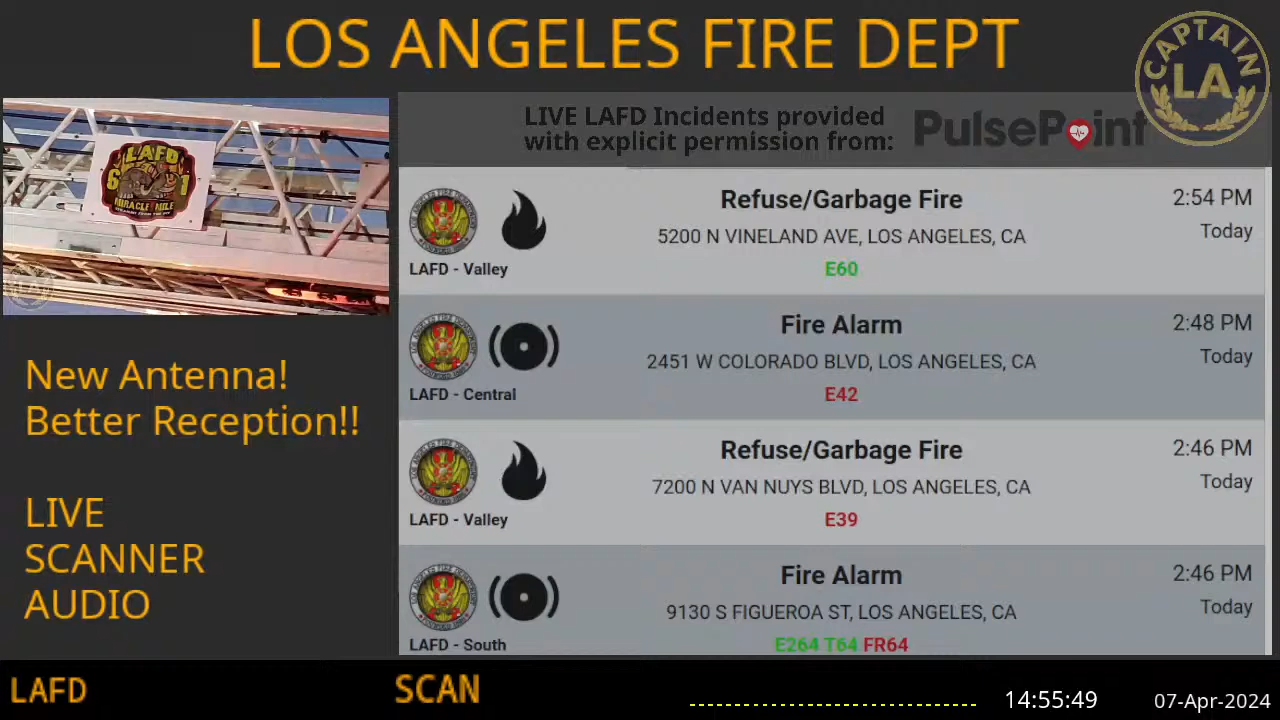 LOS ANGELES FIRE DEPT
CAPTAIN
LA
LIVE LAFD Incidents provided
with explicit permission from:
PulsePoint
LAFD
61
MIRACLE MILE
Refuse/Garbage Fire
2:54 PM
5200 N VINELAND AVE, LOS ANGELES, CA
Today
LAFD - Valley
E60
Fire Alarm
2:48 PM
2451 W COLORADO BLVD, LOS ANGELES, CA
Today
LAFD - Central
E42
New Antenna!
Better Reception!!
Refuse/Garbage Fire
2:46 PM
7200 N VAN NUYS BLVD, LOS ANGELES, CA
Today
LAFD - Valley
E39
LIVE
SCANNER
AUDIO
Fire Alarm
2:46 PM
9130 S FIGUEROA ST, LOS ANGELES, CA
Today
LAFD - South
E264 T64 FR64
LAFD
SCAN
14:55:49
07-Apr-2024